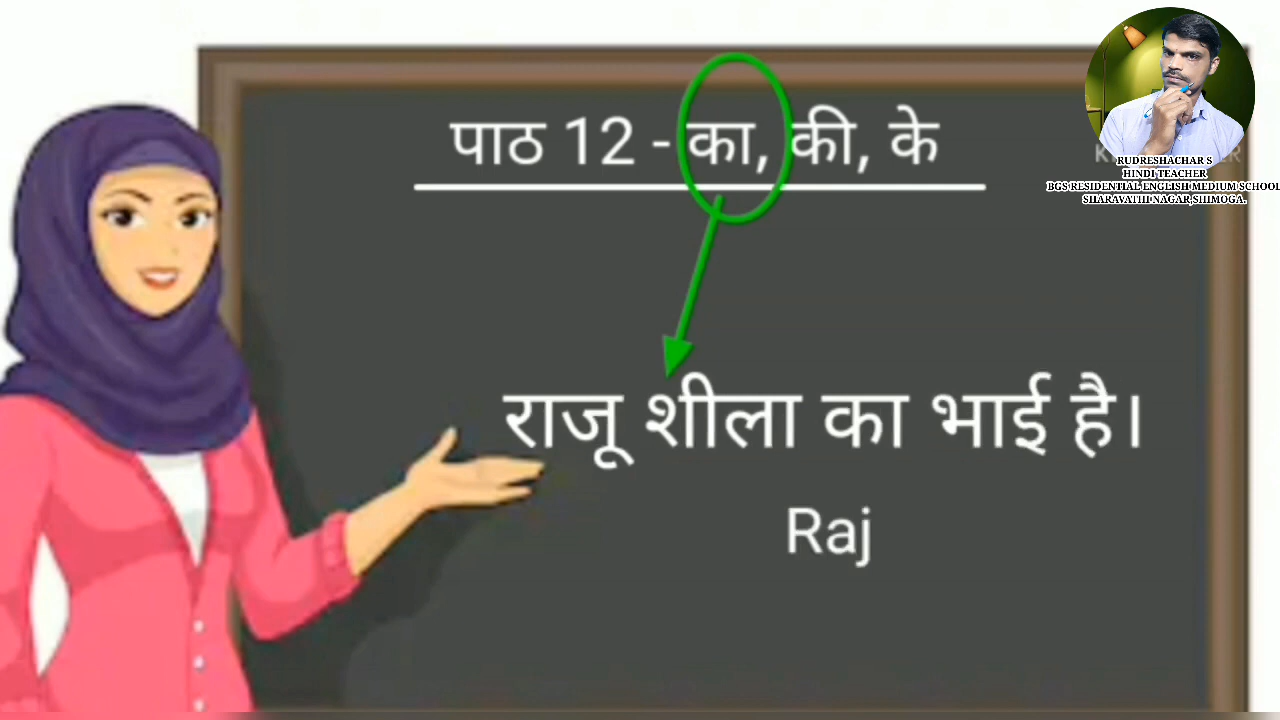 पाठ 12 - का, की, के
RUDRESHACHAR S
HINDI TEACHER
BGS RESIDENTIAL ENGLISH MEDIUM SCHOOL
SHARAVATHI NAGAR,SHIMOGA.
राजू शीला का भाई है।
Raj